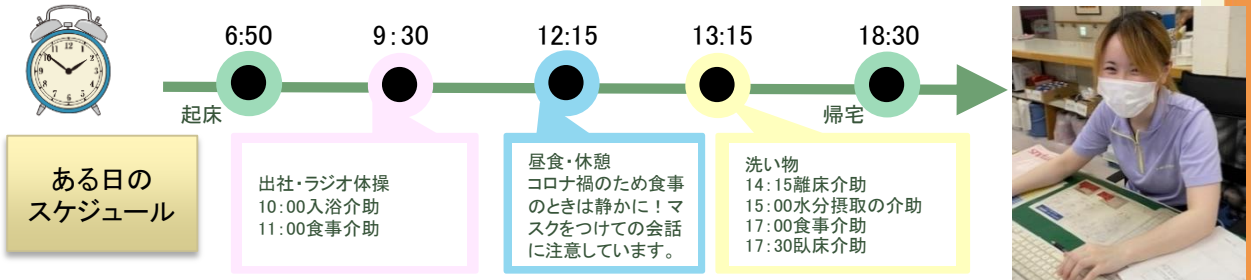 6:50
9:30
12:15
13:15
18:30
起床
帰宅
ある日の
スケジュール
出社・ラジオ体操
10:00入浴介助
11:00食事介助
昼食・休憩
コロナ禍のため食事
のときは静かに!マ
スクをつけての会話
に注意しています。
洗い物
14:15離床介助
15:00水分摂取の介助
17:00食事介助
17:30臥床介助